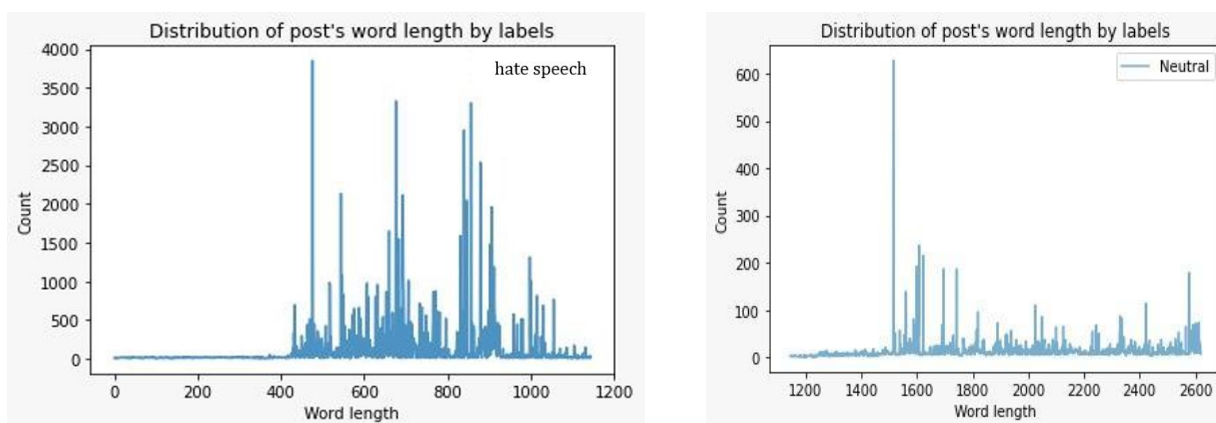 Distribution of post's word length by labels
hate speech
4000
3500
3000
2500
2000
1500
1000
500
0
Count
0 200 400 600 800 1000 1200
Word length
Distribution of post's word length by labels
Neutral
600
500
400
300
200
100
0
Count
1200 1400 1600 1800 2000 2200 2400 2600
Word length